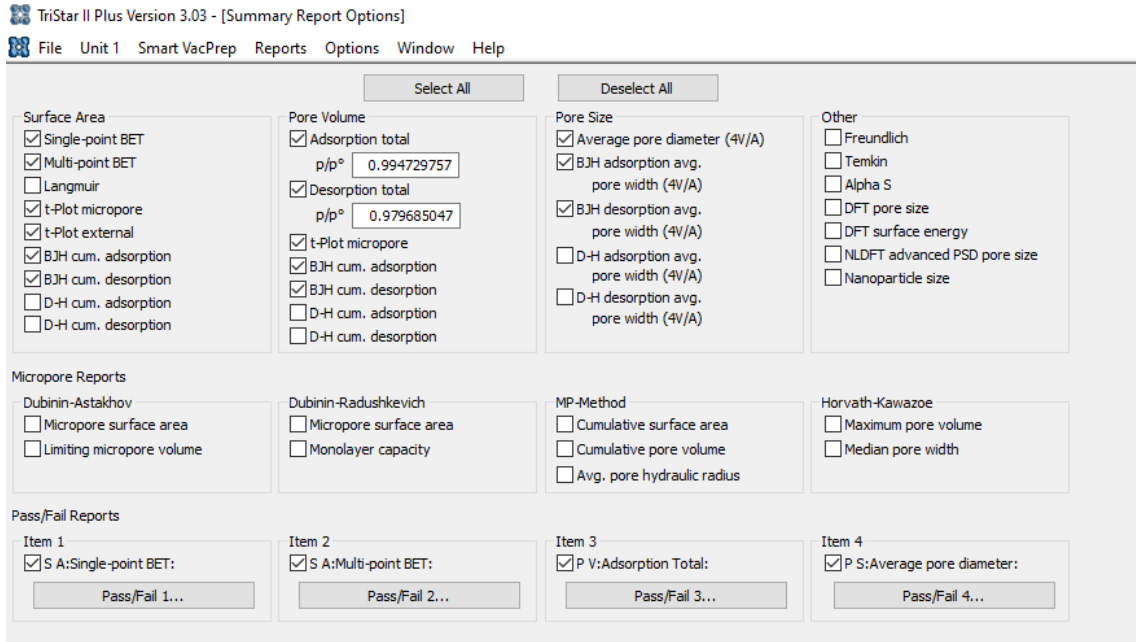 TriStar II Plus Version 3.03 - [Summary Report Options]
File Unit 1 Smart VacPrep Reports Options Window Help
Select All Deselect All
Surface Area
Single-point BET
Multi-point BET
Langmuir
t-Plot micropore
t-Plot external
BJH cum. adsorption
BJH cum. desorption
D-H cum. adsorption
D-H cum. desorption
Pore Volume
Adsorption total
p/p° 0.994729757
Desorption total
p/p° 0.979685047
t-Plot micropore
BJH cum. adsorption
BJH cum. desorption
D-H cum. adsorption
D-H cum. desorption
Pore Size
Average pore diameter (4V/A)
BJH adsorption avg.
pore width (4V/A)
BJH desorption avg.
pore width (4V/A)
D-H adsorption avg.
pore width (4V/A)
D-H desorption avg.
pore width (4V/A)
Other
Freundlich
Temkin
Alpha S
DFT pore size
DFT surface energy
NLDFT advanced PSD pore size
Nanoparticle size
Micropore Reports
Dubinin-Astakhov
Micropore surface area
Limiting micropore volume
Dubinin-Radushkevich
Micropore surface area
Monolayer capacity
MP-Method
Cumulative surface area
Cumulative pore volume
Avg. pore hydraulic radius
Horvath-Kawazoe
Maximum pore volume
Median pore width
Pass/Fail Reports
Item 1
S A:Single-point BET:
Pass/Fail 1...
Item 2
S A:Multi-point BET:
Pass/Fail 2...
Item 3
P V:Adsorption Total:
Pass/Fail 3...
Item 4
P S:Average pore diameter:
Pass/Fail 4...